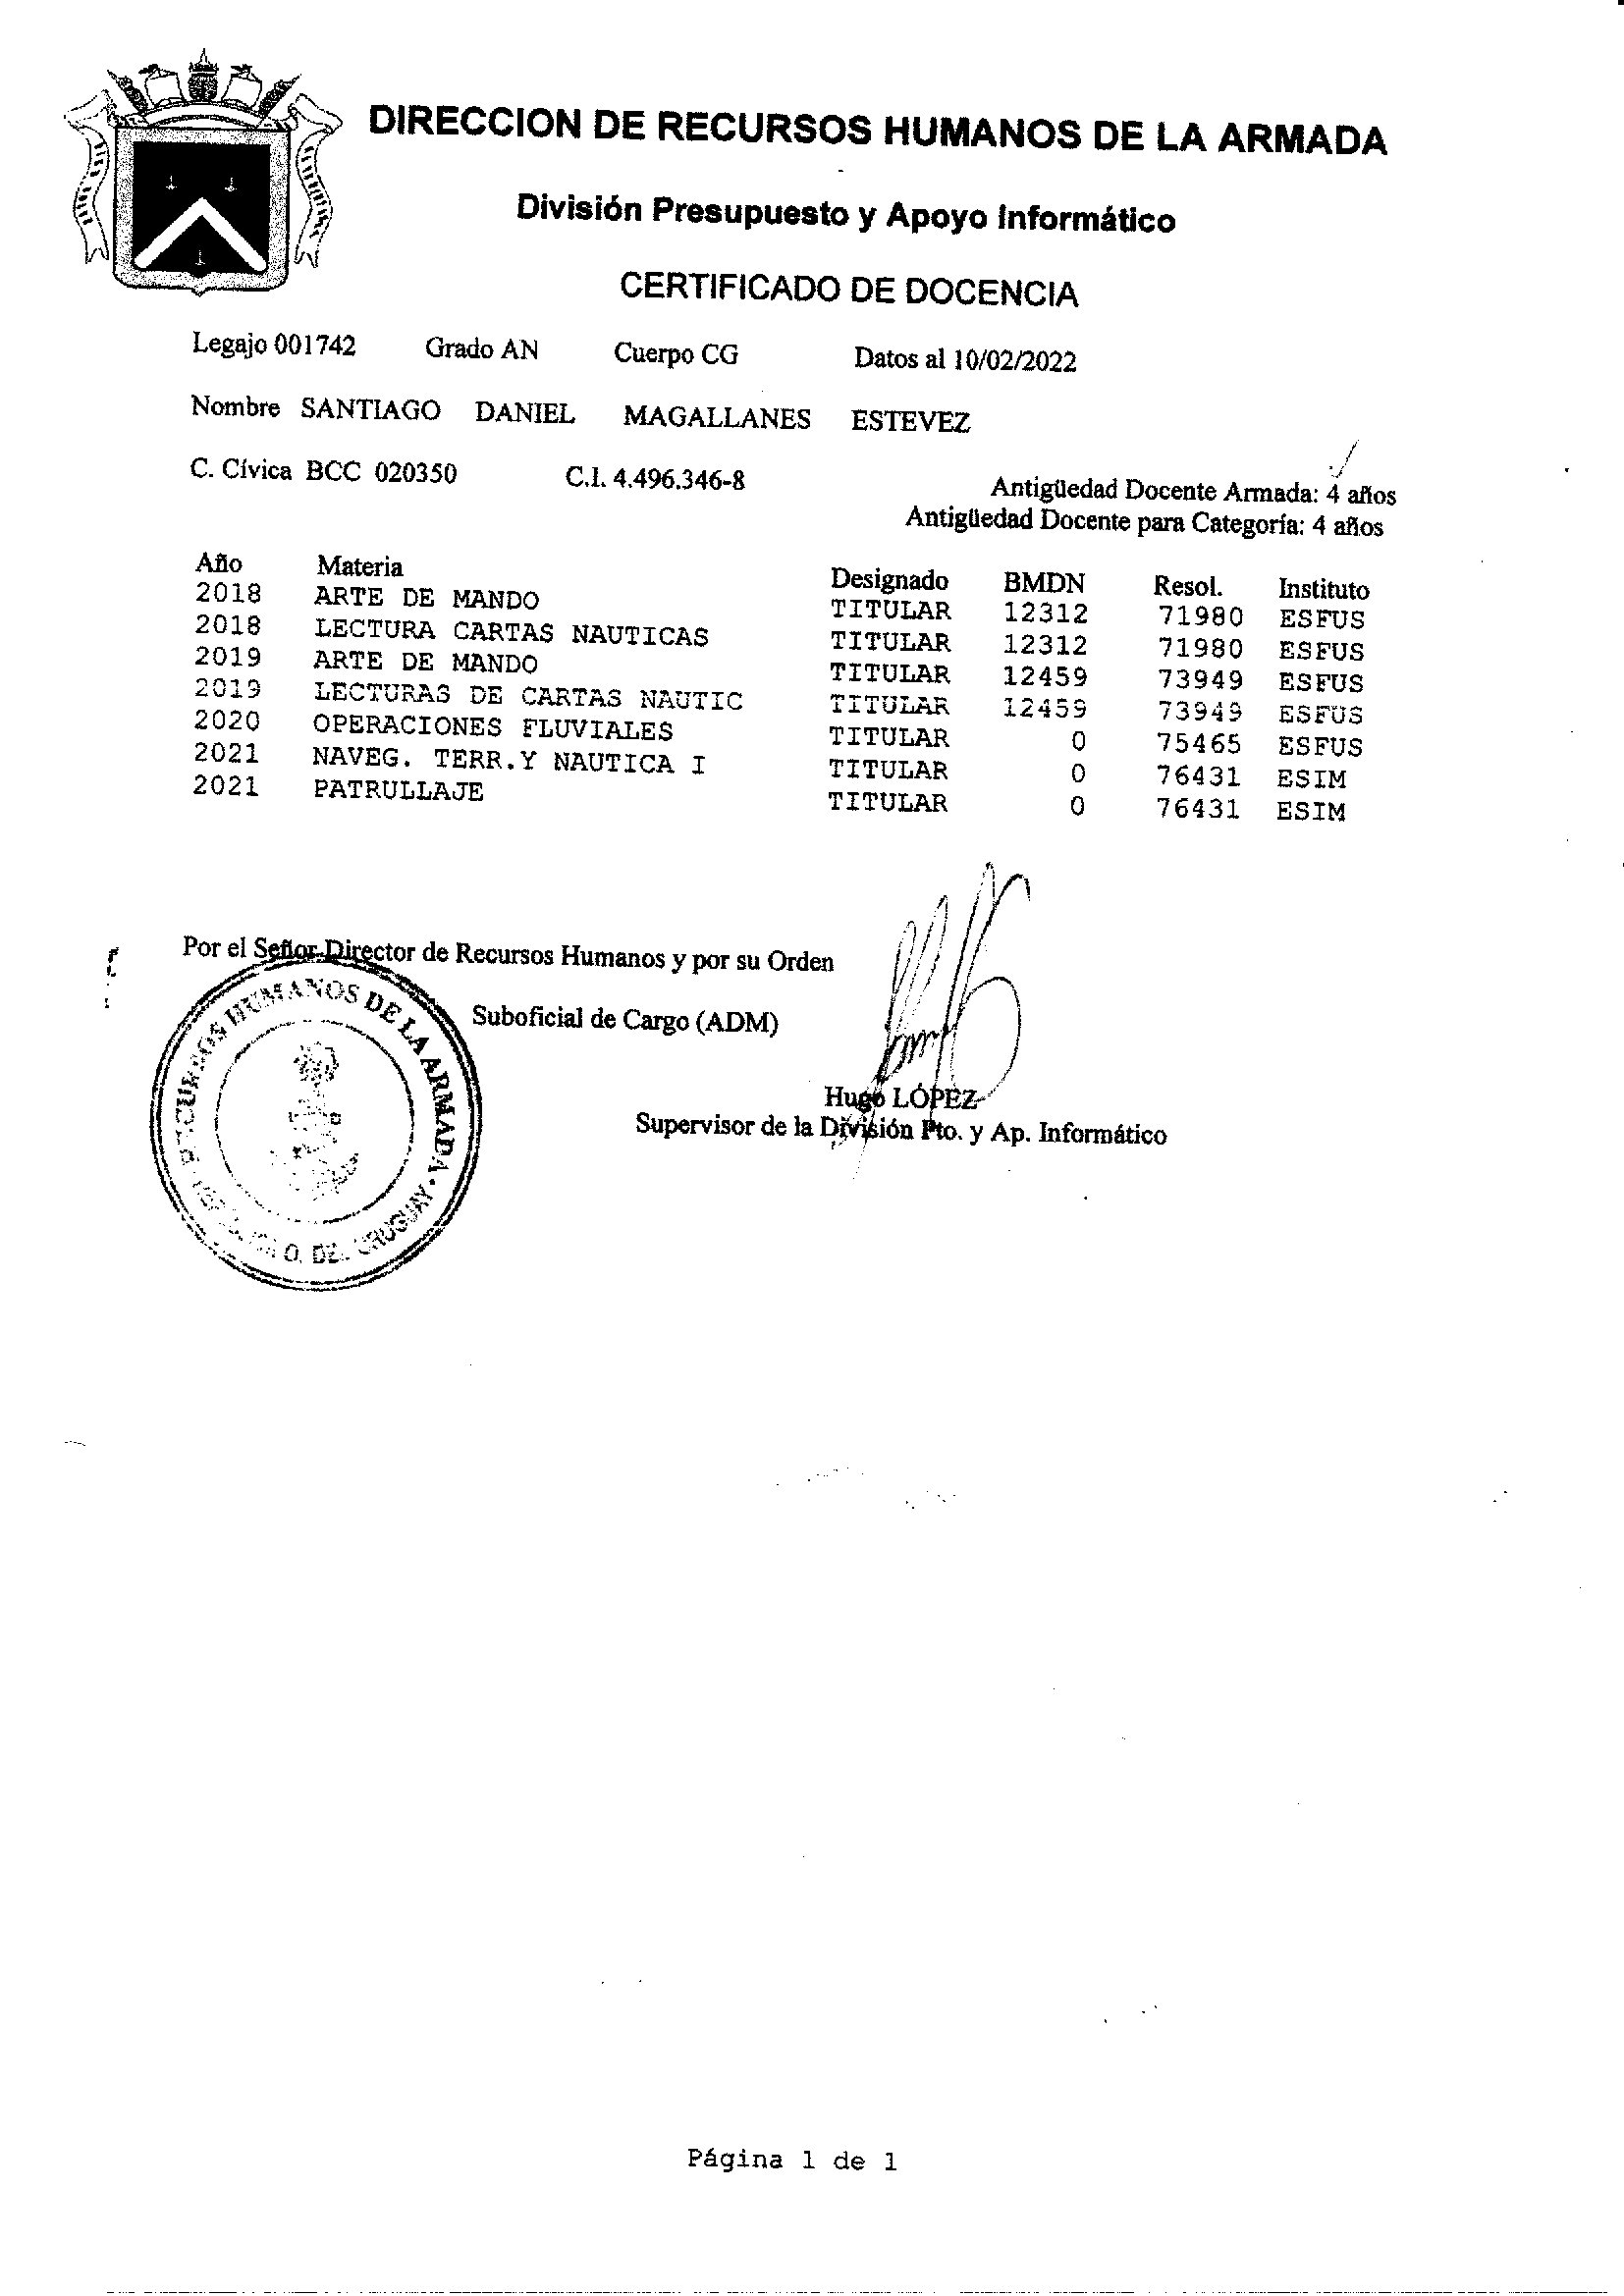 DIRECCION DE RECURSOS HUMANOS DE LA ARMADA
División Presupuesto y Apoyo Informático
CERTIFICADO DE DOCENCIA
Legajo 001742 Grado AN Cuerpo CG Datos al 10/02/2022
Nombre SANTIAGO DANIEL MAGALLANES ESTEVEZ
C. Cívica BCC 020350 C.I. 4.496.346-8
Antigüedad Docente Armada: 4 años
Antigüedad Docente para Categoría: 4 años
Año Materia Designado BMDN Resol. Instituto
2018 ARTE DE MANDO TITULAR 12312 71980 ESFUS
2018 LECTURA CARTAS NAUTICAS TITULAR 12312 71980 ESFUS
2019 ARTE DE MANDO TITULAR 12459 73949 ESFUS
2019 LECTURAS DE CARTAS NAUTIC TITULAR 12459 73949 ESFUS
2020 OPERACIONES FLUVIALES TITULAR 0 75465 ESFUS
2021 NAVEG. TERR.Y NAUTICA I TITULAR 0 76431 ESIM
2021 PATRULLAJE TITULAR 0 76431 ESIM
Por el Señor Director de Recursos Humanos y por su Orden
Suboficial de Cargo (ADM)
Hugo LÓPEZ
Supervisor de la División Pto. y Ap. Informático
RECURSOS HUMANOS DE LA ARMADA
O. DEL URUGUAY
Página 1 de 1